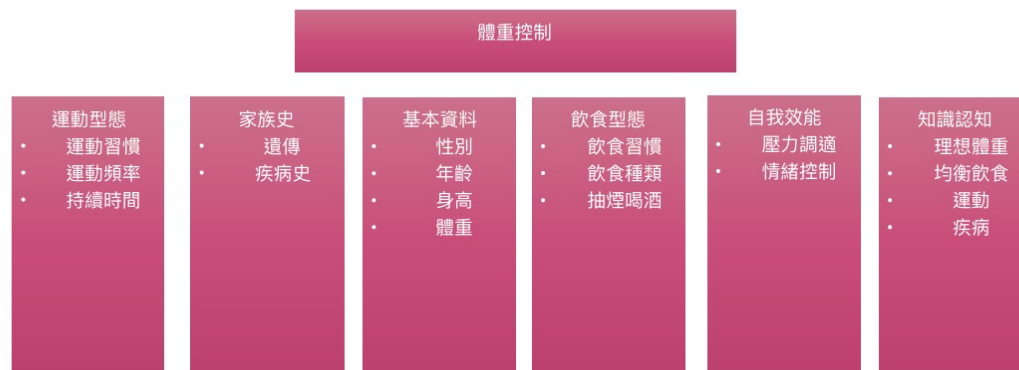 體重控制
運動型態
• 運動習慣
• 運動頻率
• 持續時間
家族史
• 遺傳
• 疾病史
基本資料
• 性別
• 年齡
• 身高
• 體重
飲食型態
• 飲食習慣
• 飲食種類
• 抽煙喝酒
自我效能
• 壓力調適
• 情緒控制
知識認知
• 理想體重
• 均衡飲食
• 運動
• 疾病